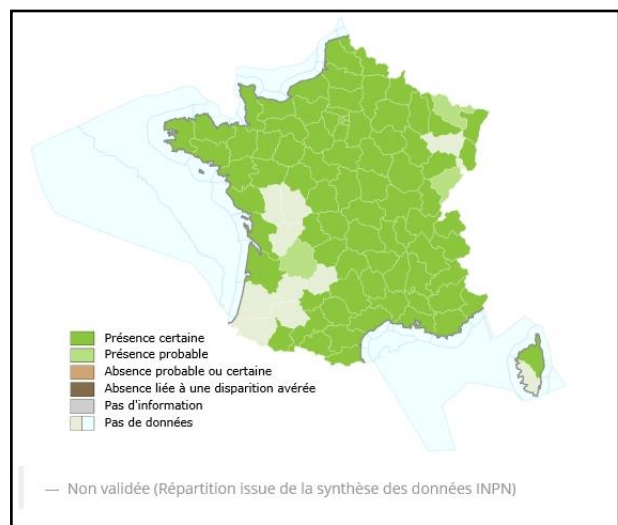 Présence certaine
Présence probable
Absence probable ou certaine
Absence liée à une disparition avérée
Pas d'information
Pas de données
— Non validée (Répartition issue de la synthèse des données INPN)